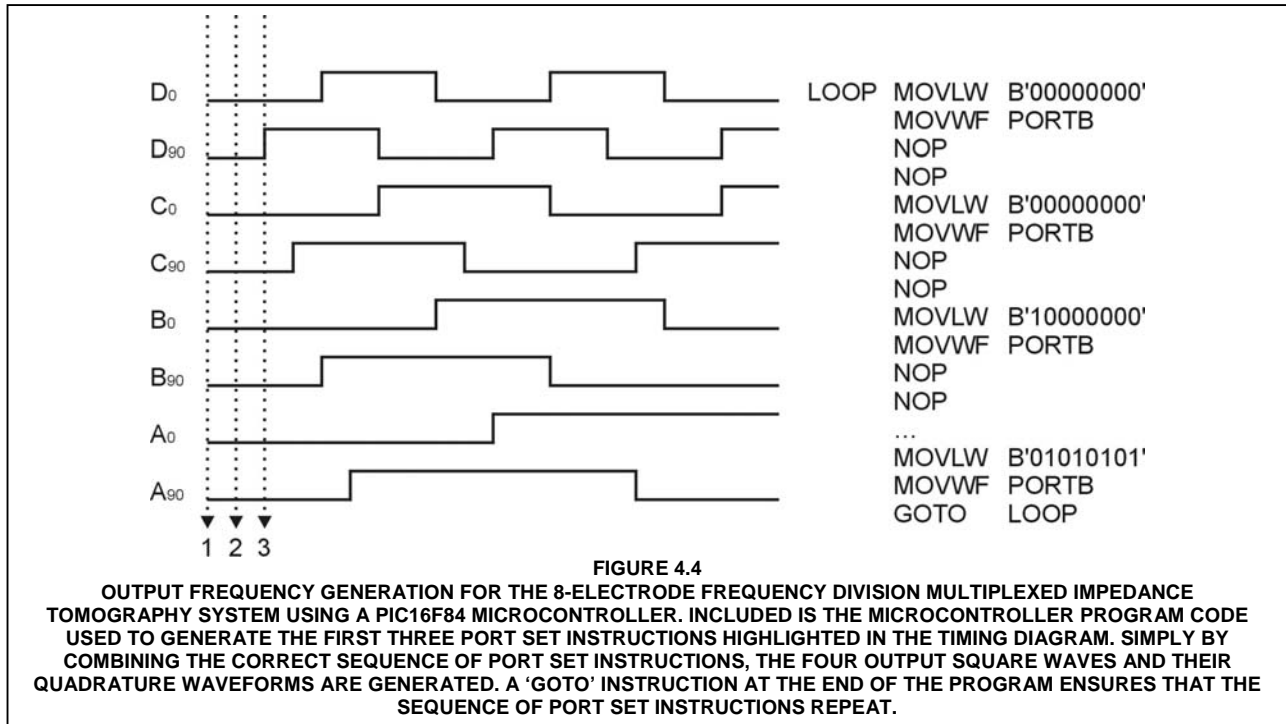 D0
D90
C0
C90
B0
B90
A0
A90
1 2 3
LOOP MOVLW B'00000000'
MOVWF PORTB
NOP
NOP
MOVLW B'00000000'
MOVWF PORTB
NOP
NOP
MOVLW B'10000000'
MOVWF PORTB
NOP
NOP
...
MOVLW B'01010101'
MOVWF PORTB
GOTO LOOP
FIGURE 4.4
OUTPUT FREQUENCY GENERATION FOR THE 8-ELECTRODE FREQUENCY DIVISION MULTIPLEXED IMPEDANCE
TOMOGRAPHY SYSTEM USING A PIC16F84 MICROCONTROLLER. INCLUDED IS THE MICROCONTROLLER PROGRAM CODE
USED TO GENERATE THE FIRST THREE PORT SET INSTRUCTIONS HIGHLIGHTED IN THE TIMING DIAGRAM. SIMPLY BY
COMBINING THE CORRECT SEQUENCE OF PORT SET INSTRUCTIONS, THE FOUR OUTPUT SQUARE WAVES AND THEIR
QUADRATURE WAVEFORMS ARE GENERATED. A ‘GOTO’ INSTRUCTION AT THE END OF THE PROGRAM ENSURES THAT THE
SEQUENCE OF PORT SET INSTRUCTIONS REPEAT.